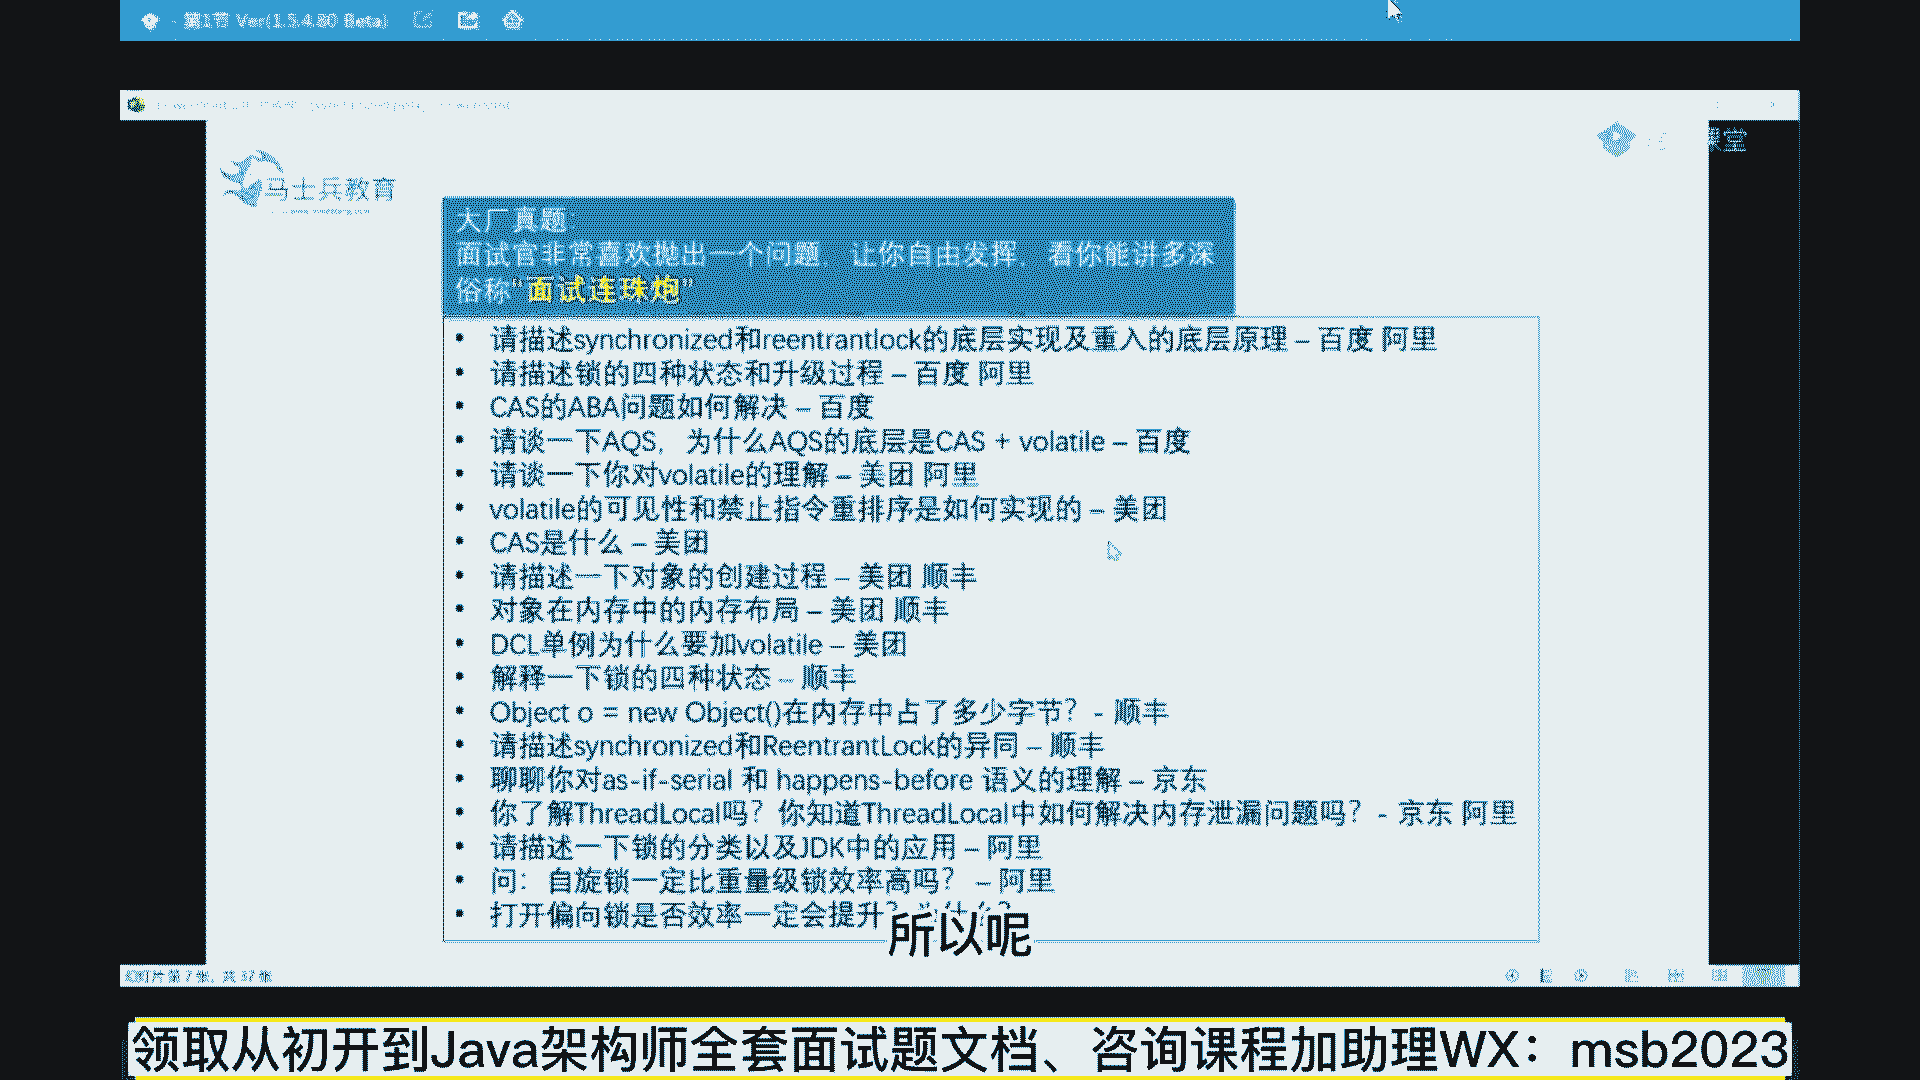 第1节 Ver(1.5.4.80 Beta)
课堂
马士兵教育
大厂真题:
面试官非常喜欢抛出一个问题，让你自由发挥，看你能讲多深
俗称“面试连珠炮”
• 请描述synchronized和reentrantlock的底层实现及重入的底层原理 – 百度 阿里
• 请描述锁的四种状态和升级过程 – 百度 阿里
• CAS的ABA问题如何解决 – 百度
• 请谈一下AQS，为什么AQS的底层是CAS + volatile – 百度
• 请谈一下你对volatile的理解 – 美团 阿里
• volatile的可见性和禁止指令重排序是如何实现的 – 美团
• CAS是什么 – 美团
• 请描述一下对象的创建过程 – 美团 顺丰
• 对象在内存中的内存布局 – 美团 顺丰
• DCL单例为什么要加volatile – 美团
• 解释一下锁的四种状态 – 顺丰
• Object o = new Object()在内存中占了多少字节？- 顺丰
• 请描述synchronized和ReentrantLock的异同 – 顺丰
• 聊聊你对as-if-serial 和 happens-before 语义的理解 – 京东
• 你了解ThreadLocal吗？你知道ThreadLocal中如何解决内存泄漏问题吗？- 京东 阿里
• 请描述一下锁的分类以及JDK中的应用 – 阿里
• 问：自旋锁一定比重量级锁效率高吗？ – 阿里
• 打开偏向锁是否效率一定会提升？为什么？
所以呢
幻灯片 第 7 张，共 37 张
领取从初开到Java架构师全套面试题文档、咨询课程加助理WX：msb2023